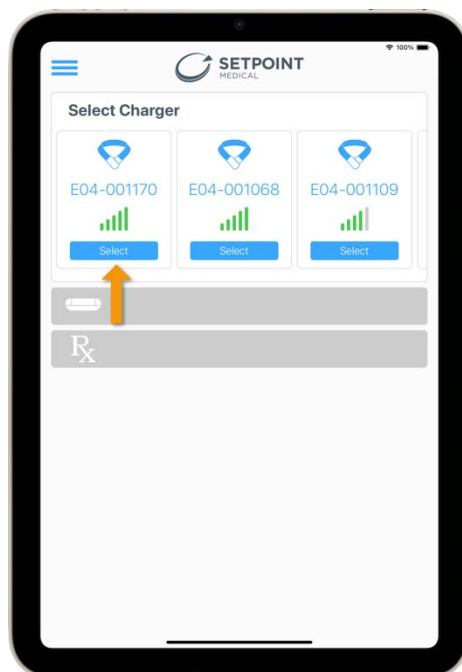 100%
SETPOINT
MEDICAL
Select Charger
E04-001170 E04-001068 E04-001109
Select Select Select
Rx